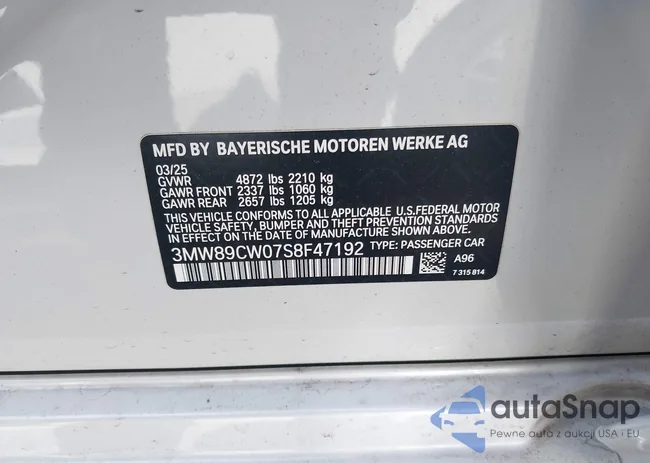 MFD BY BAYERISCHE MOTOREN WERKE AG
03/25
GVWR 4872 lbs 2210 kg
GAWR FRONT 2337 lbs 1060 kg
GAWR REAR 2657 lbs 1205 kg
THIS VEHICLE CONFORMS TO ALL APPLICABLE U.S.FEDERAL MOTOR
VEHICLE SAFETY, BUMPER AND THEFT PREVENTION STANDARDS
IN EFFECT ON THE DATE OF MANUFACTURE SHOWN ABOVE.
3MW89CW07S8F47192 TYPE: PASSENGER CAR
A96
7 315 814
autaSnap
Pewne auta z aukcji USA i EU